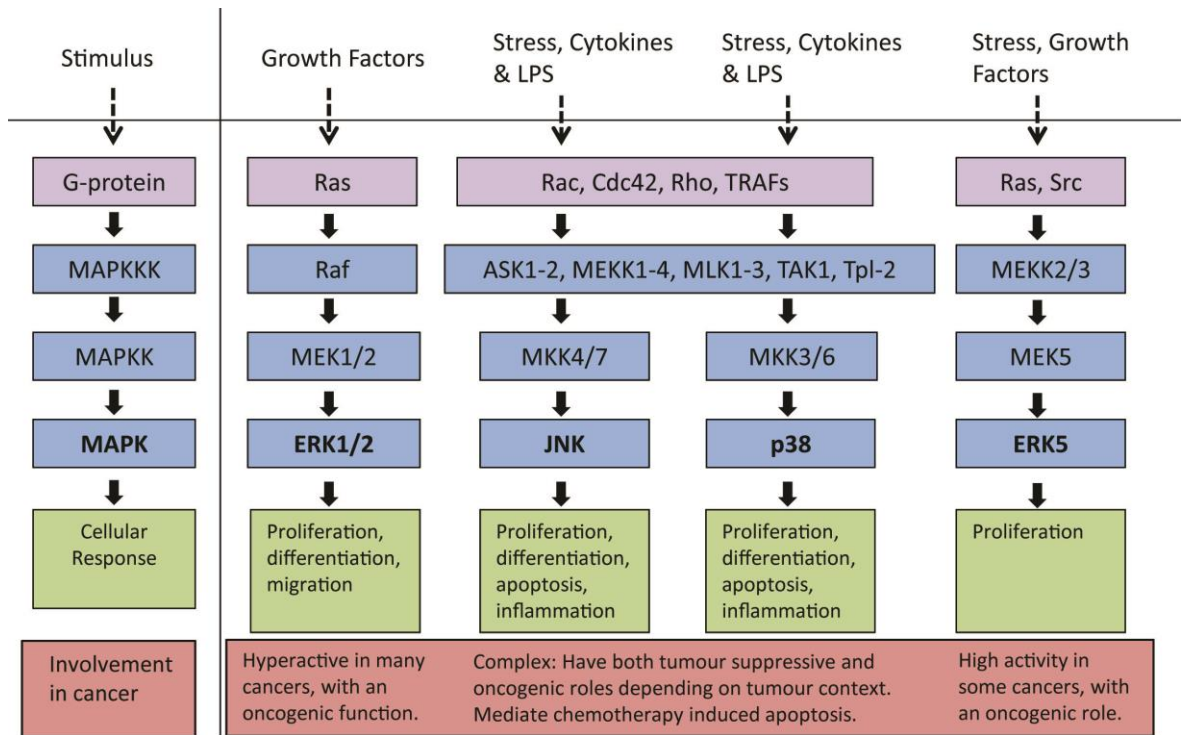 Stimulus
Growth Factors
Stress, Cytokines
& LPS
Stress, Cytokines
& LPS
Stress, Growth
Factors
G-protein
Ras
Rac, Cdc42, Rho, TRAFs
Ras, Src
MAPKKK
Raf
ASK1-2, MEKK1-4, MLK1-3, TAK1, Tpl-2
MEKK2/3
MAPKK
MEK1/2
MKK4/7
MKK3/6
MEK5
MAPK
ERK1/2
JNK
p38
ERK5
Cellular
Response
Proliferation,
differentiation,
migration
Proliferation,
differentiation,
apoptosis,
inflammation
Proliferation,
differentiation,
apoptosis,
inflammation
Proliferation
Involvement
in cancer
Hyperactive in many
cancers, with an
oncogenic function.
Complex: Have both tumour suppressive and
oncogenic roles depending on tumour context.
Mediate chemotherapy induced apoptosis.
High activity in
some cancers, with
an oncogenic role.